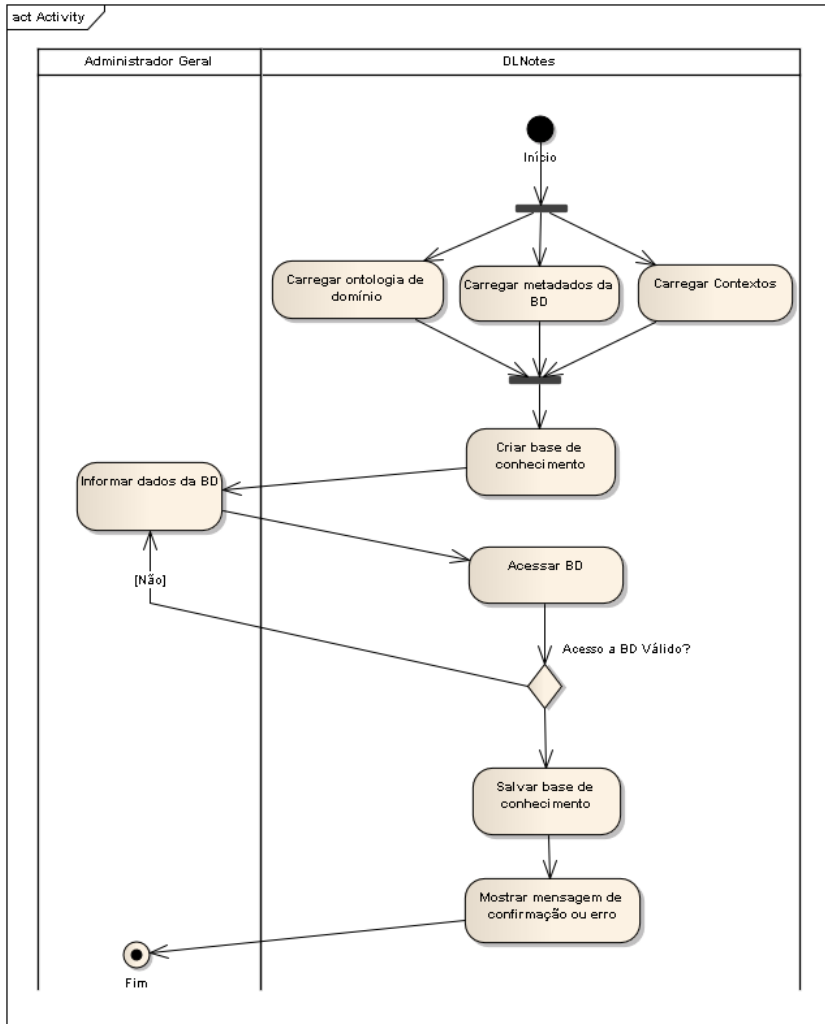 act Activity
Administrador Geral
DLNotes
Início
Carregar ontologia de
domínio
Carregar metadados da
BD
Carregar Contextos
Criar base de
conhecimento
Informar dados da BD
Acessar BD
[Não]
Acesso a BD Válido?
Salvar base de
conhecimento
Mostrar mensagem de
confirmação ou erro
Fim